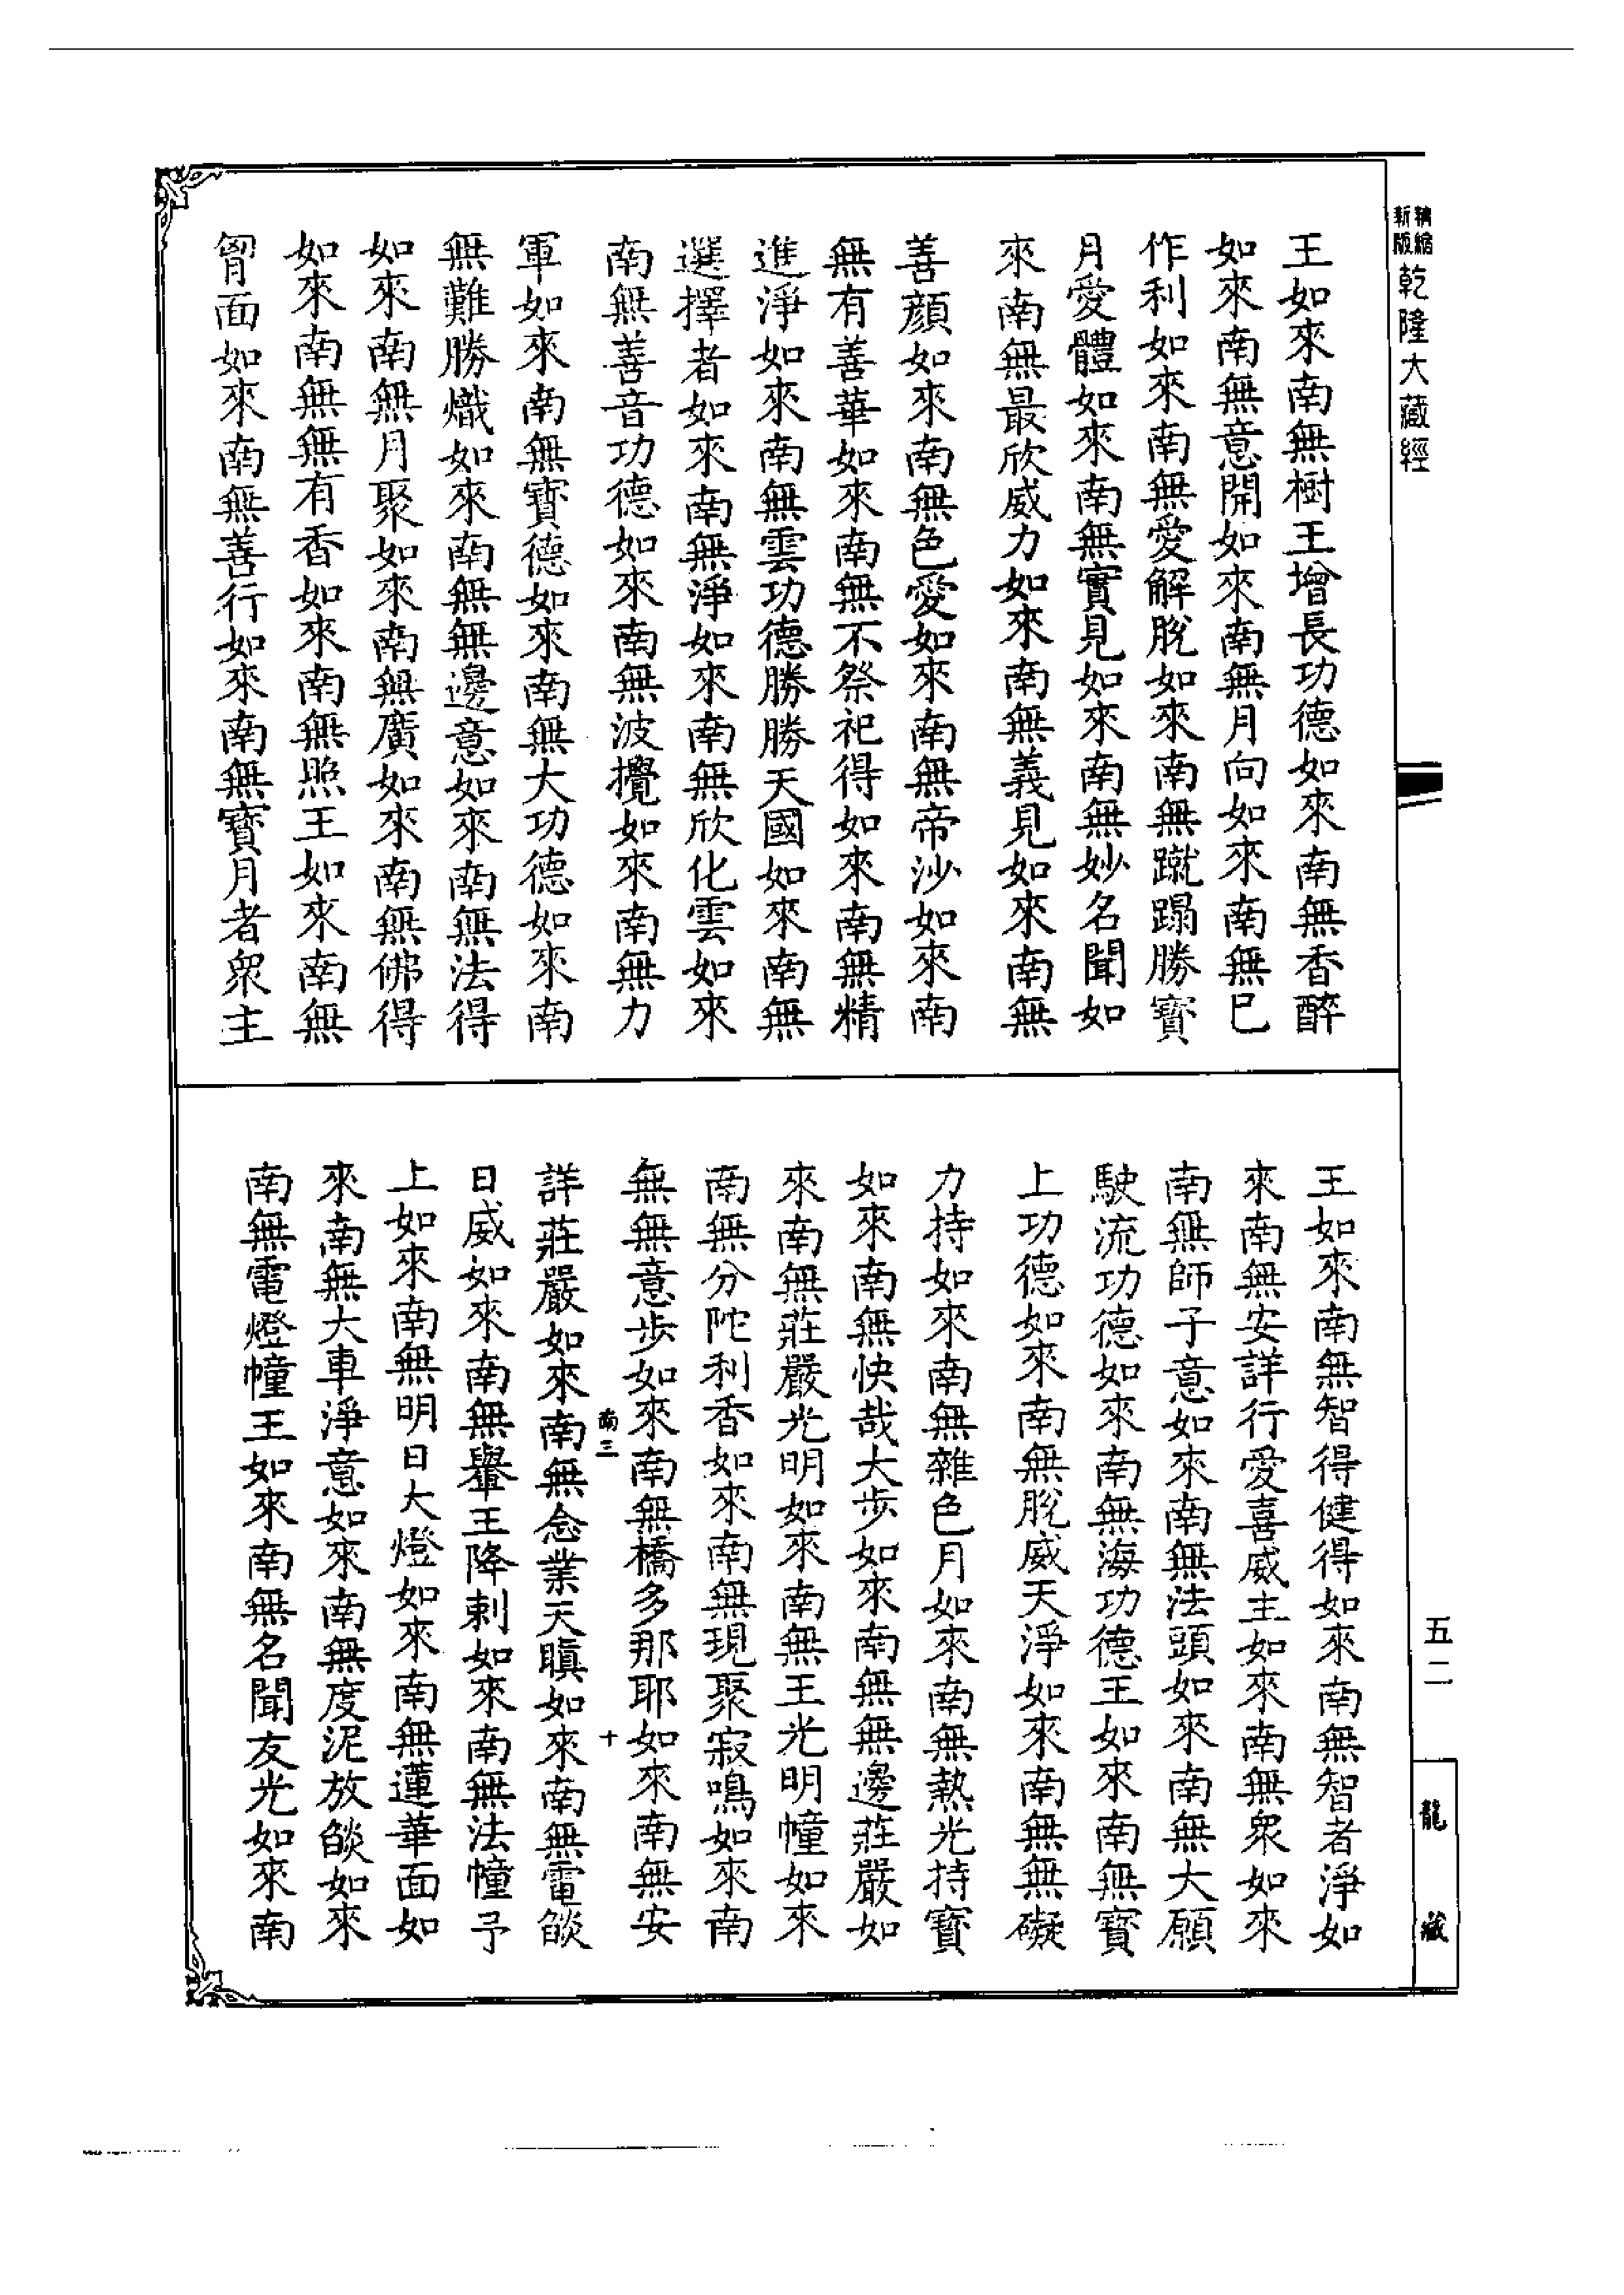 精縮
新版
乾隆大藏經
王如來南無樹王增長功德如來南無香醉
如來南無意開如來南無月向如來南無已
作利如來南無愛解脫如來南無蹴蹋勝寶
月愛體如來南無實見如來南無妙名聞如
來南無最欣威力如來南無義見如來南無
善顏如來南無色愛如來南無帝沙如來南
無有善華如來南無不祭祀得如來南無精
進淨如來南無雲功德勝勝天國如來南無
選擇者如來南無淨如來南無欣化雲如來
南無善音功德如來南無波攪如來南無力
軍如來南無寶德如來南無大功德如來南
無難勝熾如來南無無邊意如來南無法得
如來南無月聚如來南無廣如來南無佛得
如來南無無有香如來南無照王如來南無
胷面如來南無善行如來南無寶月者衆主
王如來南無智得健得如來南無智者淨如
來南無安詳行愛喜威主如來南無衆如來
南無師子意如來南無法頭如來南無大願
駛流功德如來南無海功德王如來南無寶
上功德如來南無脫威天淨如來南無無礙
力持如來南無雜色月如來南無熱光持寶
如來南無快哉大步如來南無無邊莊嚴如
來南無莊嚴光明如來南無王光明幢如來
南無分陀利香如來南無現聚寂鳴如來南
無無意步如來南無橋多那耶如來南無安
南三 十
詳莊嚴如來南無念業天瞋如來南無電燄
日威如來南無轝王降剌如來南無法幢予
上如來南無明日大燈如來南無蓮華面如
來南無大車淨意如來南無度泥放燄如來
南無電燈幢王如來南無名聞友光如來南
五二
龍藏